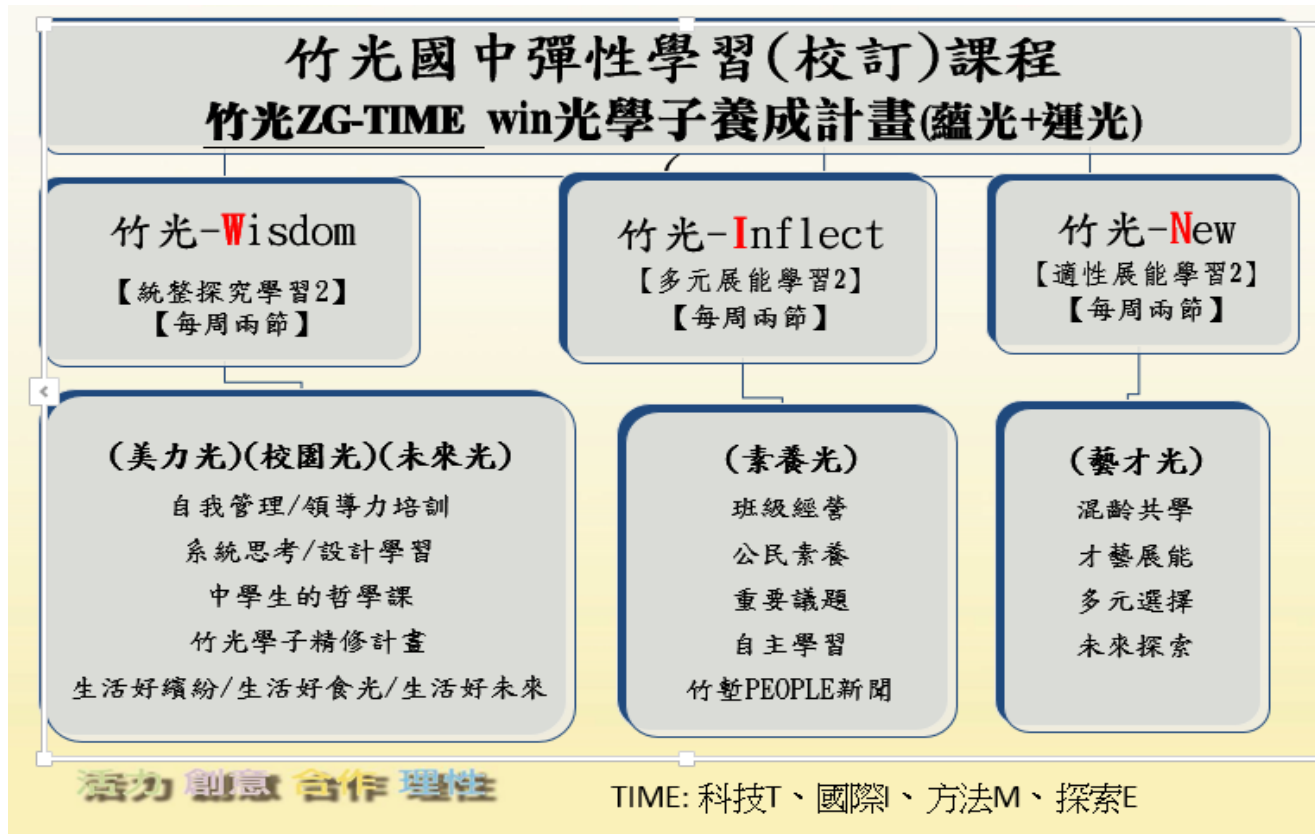 竹光國中彈性學習(校訂)課程
竹光ZG-TIME win光學子養成計畫(蘊光+運光)
竹光-Wisdom
【統整探究學習2】
【每周兩節】
竹光-Inflect
【多元展能學習2】
【每周兩節】
竹光-New
【適性展能學習2】
【每周兩節】
(美力光)(校園光)(未來光)
自我管理/領導力培訓
系統思考/設計學習
中學生的哲學課
竹光學子精修計畫
生活好繽紛/生活好食光/生活好未來
(素養光)
班級經營
公民素養
重要議題
自主學習
竹塹PEOPLE新聞
(藝才光)
混齡共學
才藝展能
多元選擇
未來探索
活力 創意 合作 理性
TIME: 科技T、國際I、方法M、探索E